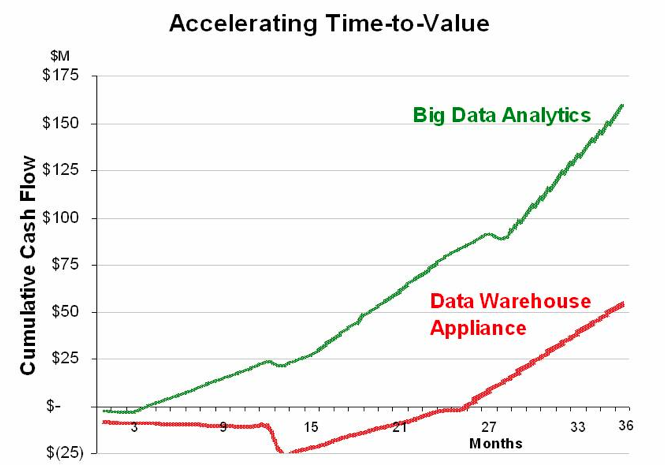 Accelerating Time-to-Value
$M
$175
$150
$125
$100
$75
$50
$25
$-
$(25)
Cumulative Cash Flow
Big Data Analytics
Data Warehouse
Appliance
3 9 15 21 27 33 36
Months